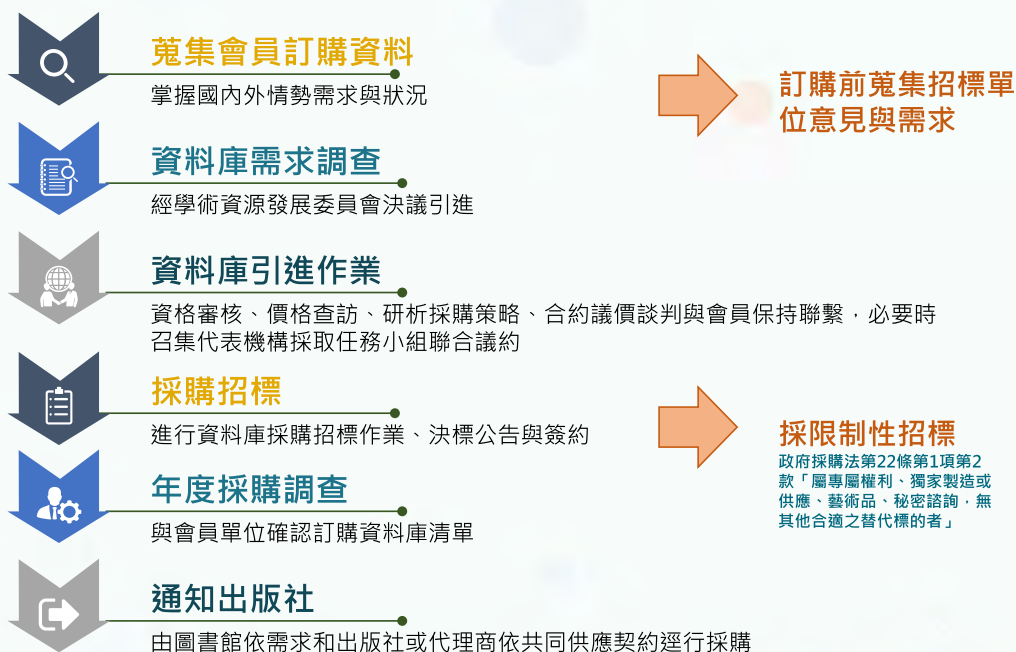 蒐集會員訂購資料
掌握國內外情勢需求與狀況
訂購前蒐集招標單
位意見與需求
資料庫需求調查
經學術資源發展委員會決議引進
資料庫引進作業
資格審核、價格查訪、研析採購策略、合約議價談判與會員保持聯繫，必要時
召集代表機構採取任務小組聯合議約
採購招標
進行資料庫採購招標作業、決標公告與簽約
採限制性招標
政府採購法第22條第1項第2
款「屬專屬權利、獨家製造或
供應、藝術品、秘密諮詢，無
其他合適之替代標的者」
年度採購調查
與會員單位確認訂購資料庫清單
通知出版社
由圖書館依需求和出版社或代理商依共同供應契約逕行採購